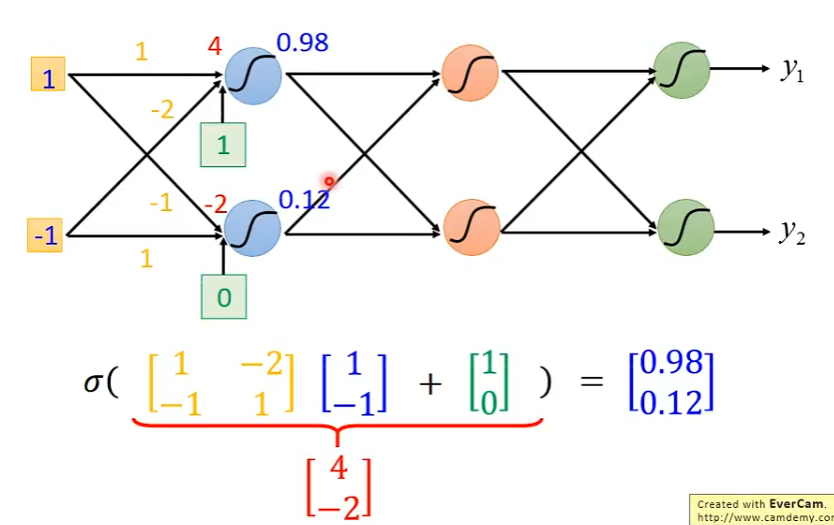 1 4 0.98
1 y₁
-2
1
-1 -2 0.12
-1 y₂
1
0
σ( [1 -2; -1 1] [1; -1] + [1; 0] ) = [0.98; 0.12]
[4; -2]
Created with EverCam.
http://www.camdemy.co